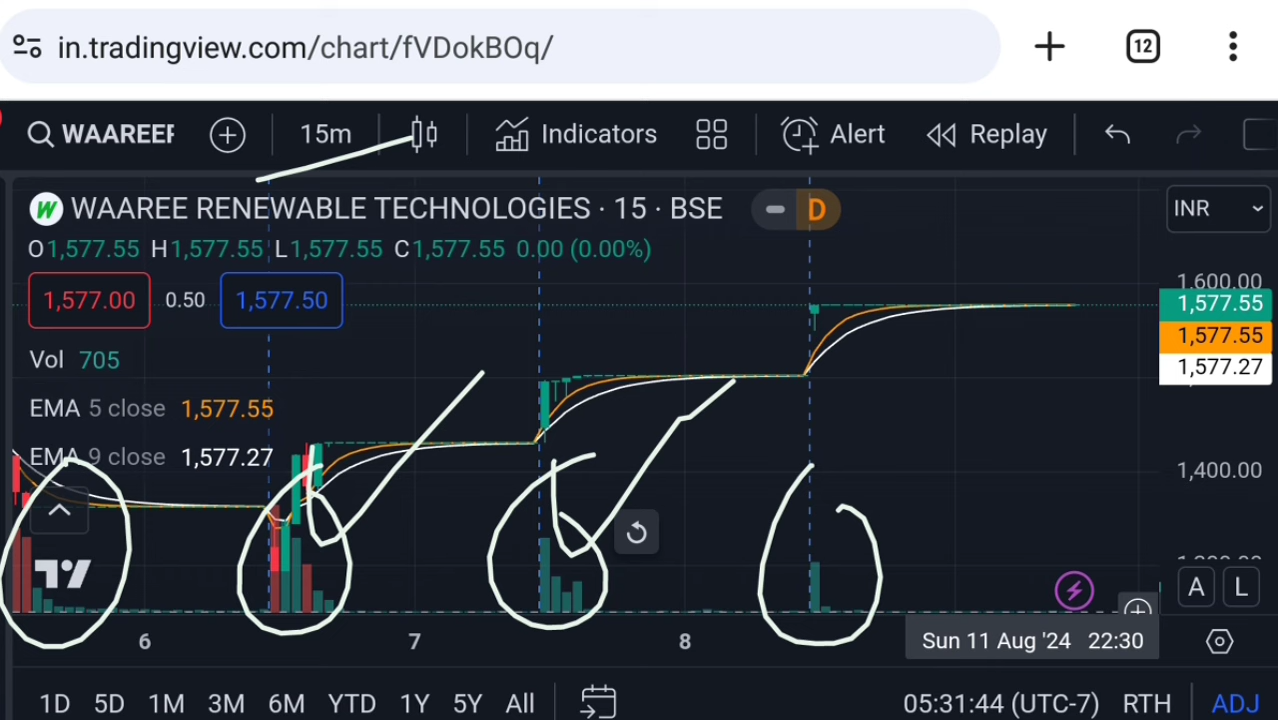 in.tradingview.com/chart/fVDokBOq/
12
WAAREEF 15m Indicators Alert Replay
WAAREE RENEWABLE TECHNOLOGIES · 15 · BSE D INR
O1,577.55 H1,577.55 L1,577.55 C1,577.55 0.00 (0.00%)
1,577.00 0.50 1,577.50
1,600.00
1,577.55
1,577.55
1,577.27
Vol 705
EMA 5 close 1,577.55
EMA 9 close 1,577.27
1,400.00
A L
6 7 8
Sun 11 Aug '24 22:30
1D 5D 1M 3M 6M YTD 1Y 5Y All 05:31:44 (UTC-7) RTH ADJ